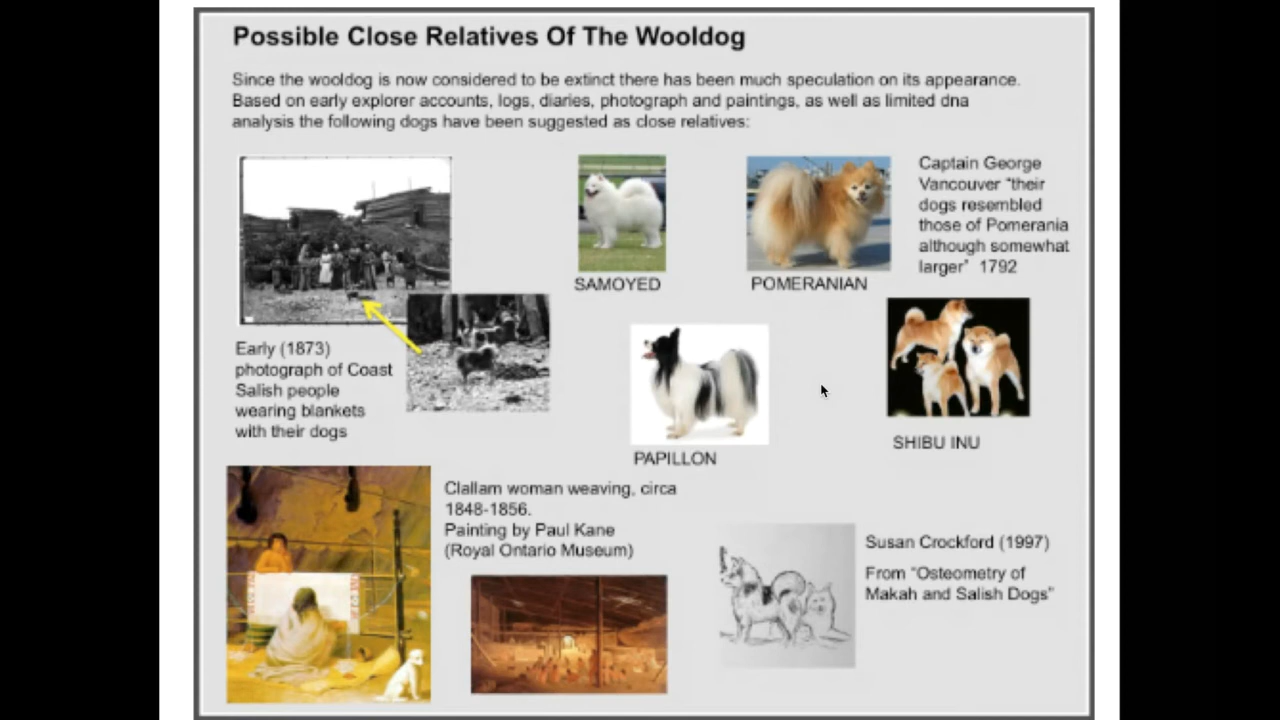 Possible Close Relatives Of The Wooldog
Since the wooldog is now considered to be extinct there has been much speculation on its appearance.
Based on early explorer accounts, logs, diaries, photograph and paintings, as well as limited dna
analysis the following dogs have been suggested as close relatives:
SAMOYED
POMERANIAN
Captain George
Vancouver "their
dogs resembled
those of Pomerania
although somewhat
larger" 1792
Early (1873)
photograph of Coast
Salish people
wearing blankets
with their dogs
PAPILLON
SHIBU INU
Clallam woman weaving, circa
1848-1856.
Painting by Paul Kane
(Royal Ontario Museum)
Susan Crockford (1997)
From "Osteometry of
Makah and Salish Dogs"